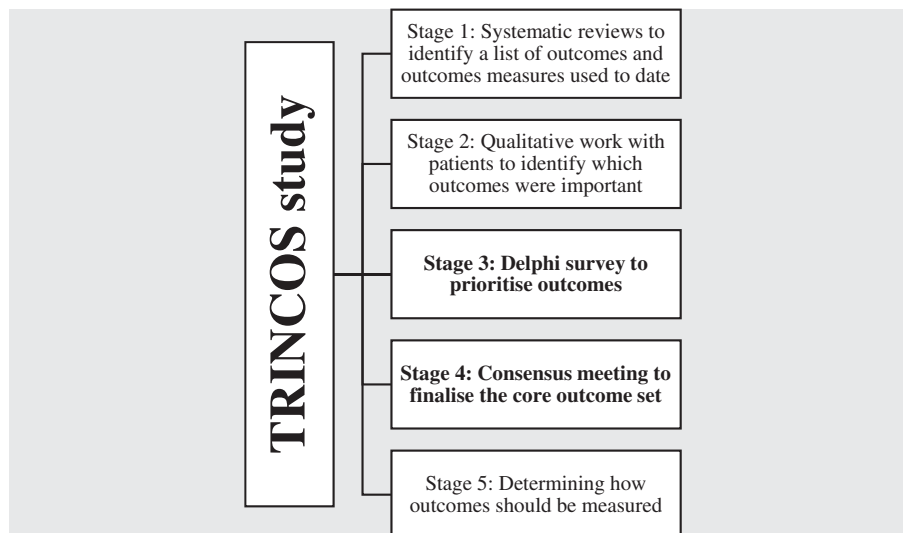 TRINCOS study
Stage 1: Systematic reviews to
identify a list of outcomes and
outcomes measures used to date
Stage 2: Qualitative work with
patients to identify which
outcomes were important
Stage 3: Delphi survey to
prioritise outcomes
Stage 4: Consensus meeting to
finalise the core outcome set
Stage 5: Determining how
outcomes should be measured